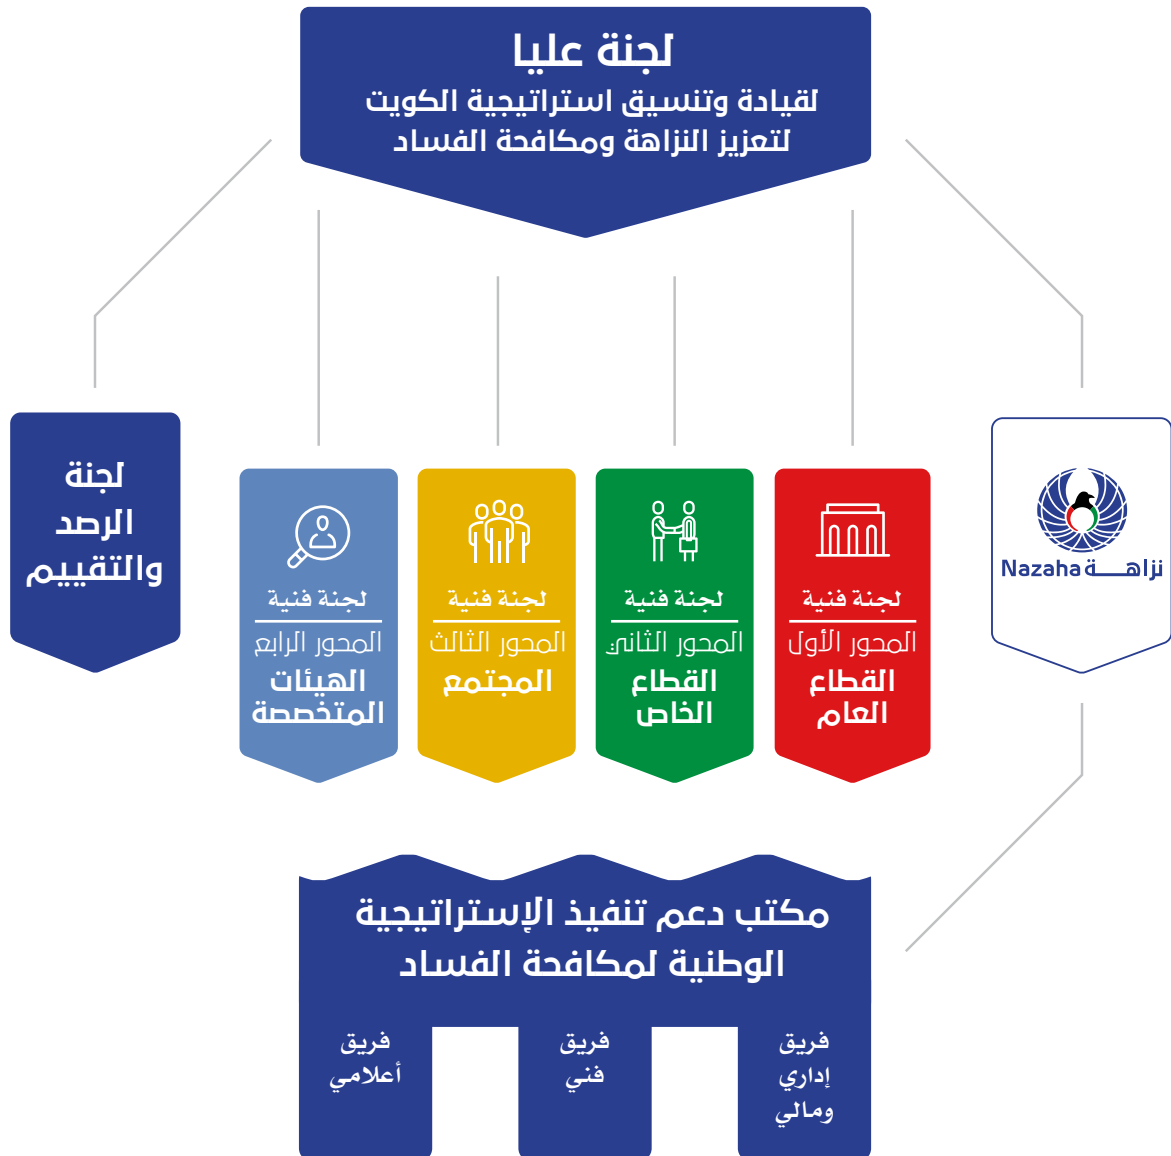 لجنة عليا
لقيادة وتنسيق استراتيجية الكويت
لتعزيز النزاهة ومكافحة الفساد
نزاهـــة Nazaha
لجنة فنية
المحور الأول
القطاع
العام
لجنة فنية
المحور الثاني
القطاع
الخاص
لجنة فنية
المحور الثالث
المجتمع
لجنة فنية
المحور الرابع
الهيئات
المتخصصة
لجنة
الرصد
والتقييم
مكتب دعم تنفيذ الإستراتيجية
الوطنية لمكافحة الفساد
فريق
إداري
ومالي
فريق
فني
فريق
أعلامي